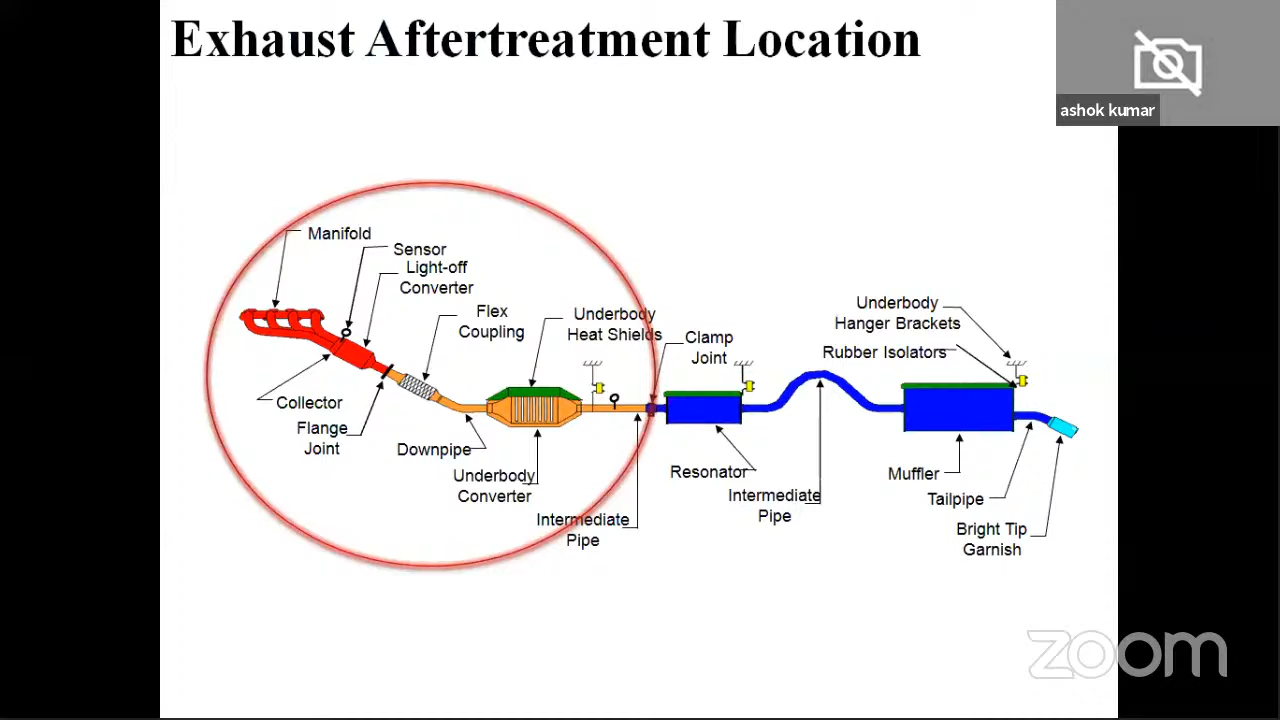 Exhaust Aftertreatment Location
ashok kumar
Manifold
Sensor
Light-off
Converter
Flex
Coupling
Underbody
Heat Shields
Clamp
Joint
Underbody
Hanger Brackets
Rubber Isolators
Collector
Flange
Joint
Downpipe
Underbody
Converter
Intermediate
Pipe
Resonator
Intermediate
Pipe
Muffler
Tailpipe
Bright Tip
Garnish
zoom